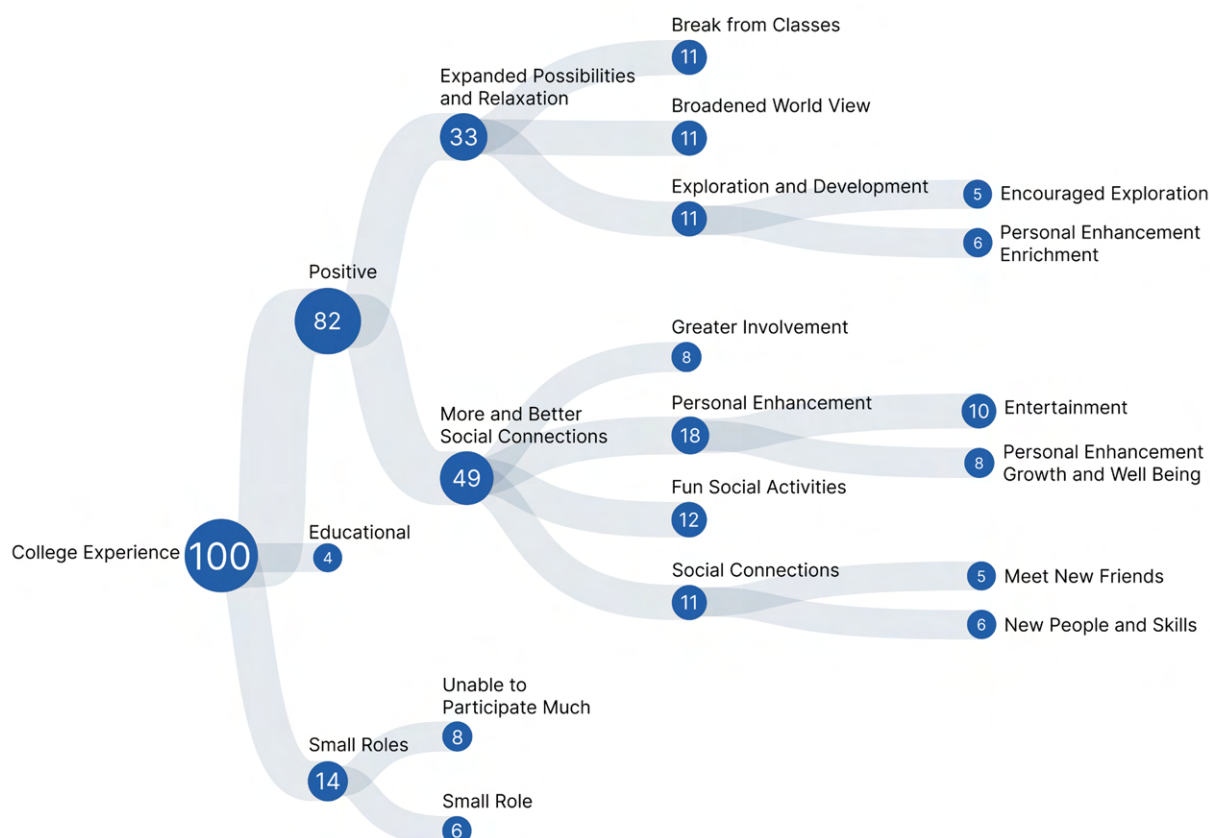 Break from Classes
11
Expanded Possibilities
and Relaxation
33
Broadened World View
11
Exploration and Development
11
5 Encouraged Exploration
6 Personal Enhancement
Enrichment
Positive
82
Greater Involvement
8
More and Better
Social Connections
49
Personal Enhancement
18
10 Entertainment
8 Personal Enhancement
Growth and Well Being
Fun Social Activities
12
College Experience 100
Educational
4
Social Connections
11
5 Meet New Friends
6 New People and Skills
Unable to
Participate Much
8
Small Roles
14
Small Role
6